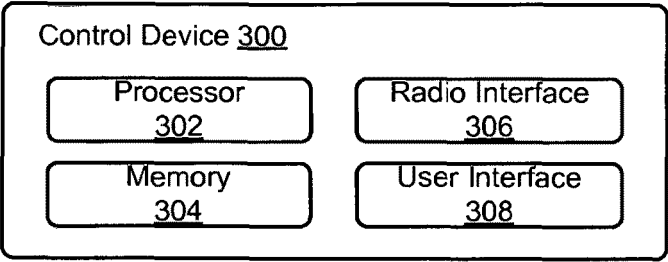 Control Device 300
Processor
302
Radio Interface
306
Memory
304
User Interface
308